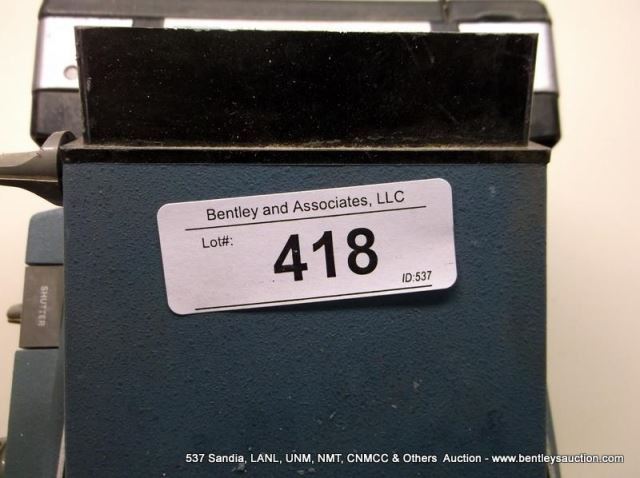 Bentley and Associates, LLC
Lot#:
418
ID:537
SHUTTER
537 Sandia, LANL, UNM, NMT, CNMCC & Others Auction - www.bentleysauction.com